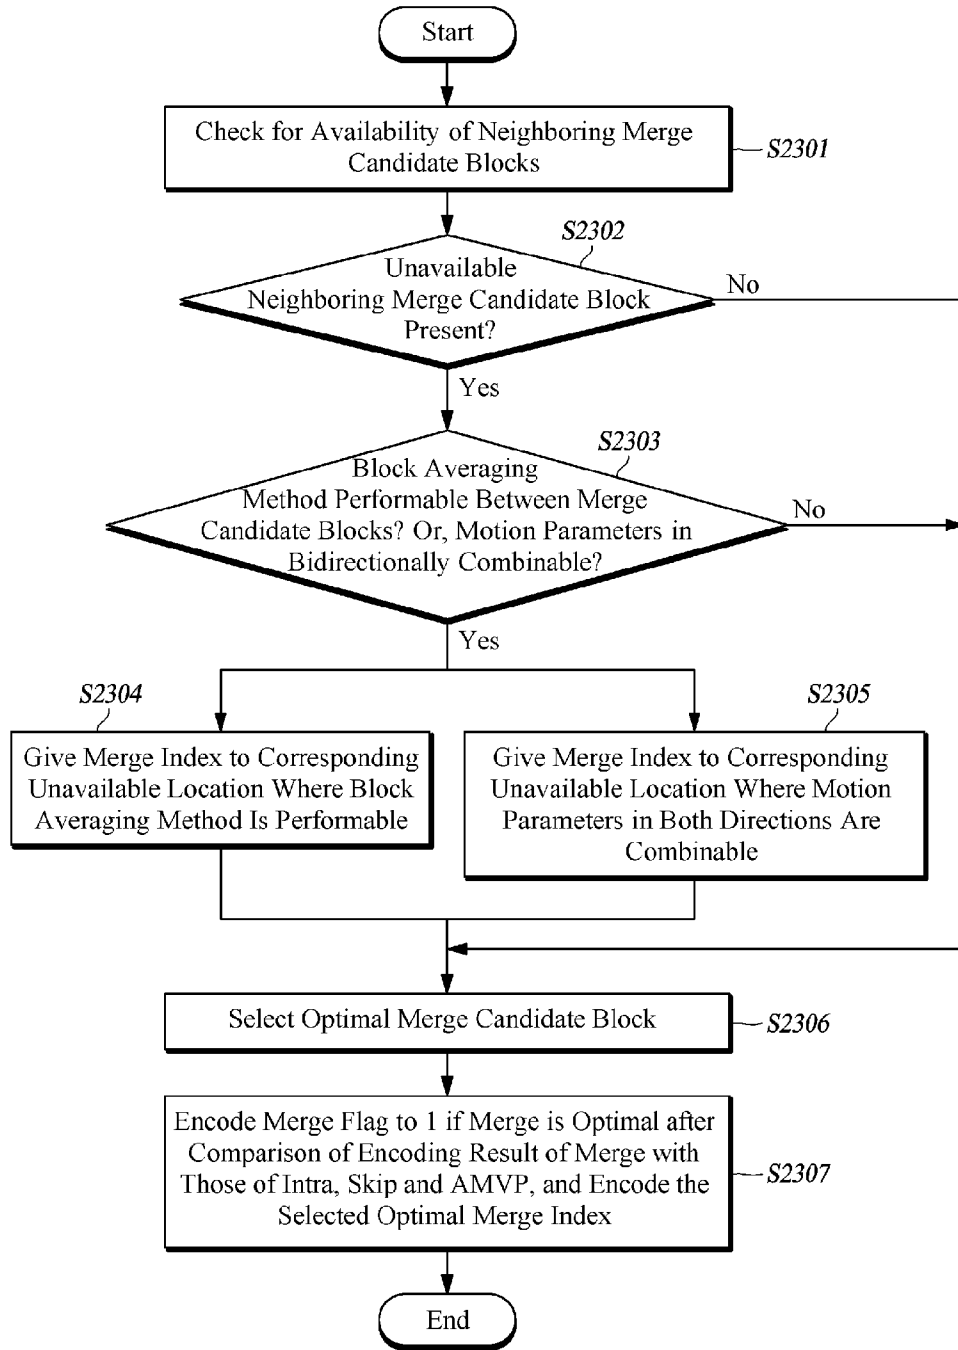 Start
Check for Availability of Neighboring Merge
Candidate Blocks
S2301
S2302
Unavailable
Neighboring Merge Candidate Block
Present?
No
Yes
S2303
Block Averaging
Method Performable Between Merge
Candidate Blocks? Or, Motion Parameters in
Bidirectionally Combinable?
No
Yes
S2304
Give Merge Index to Corresponding
Unavailable Location Where Block
Averaging Method Is Performable
S2305
Give Merge Index to Corresponding
Unavailable Location Where Motion
Parameters in Both Directions Are
Combinable
Select Optimal Merge Candidate Block
S2306
Encode Merge Flag to 1 if Merge is Optimal after
Comparison of Encoding Result of Merge with
Those of Intra, Skip and AMVP, and Encode the
Selected Optimal Merge Index
S2307
End